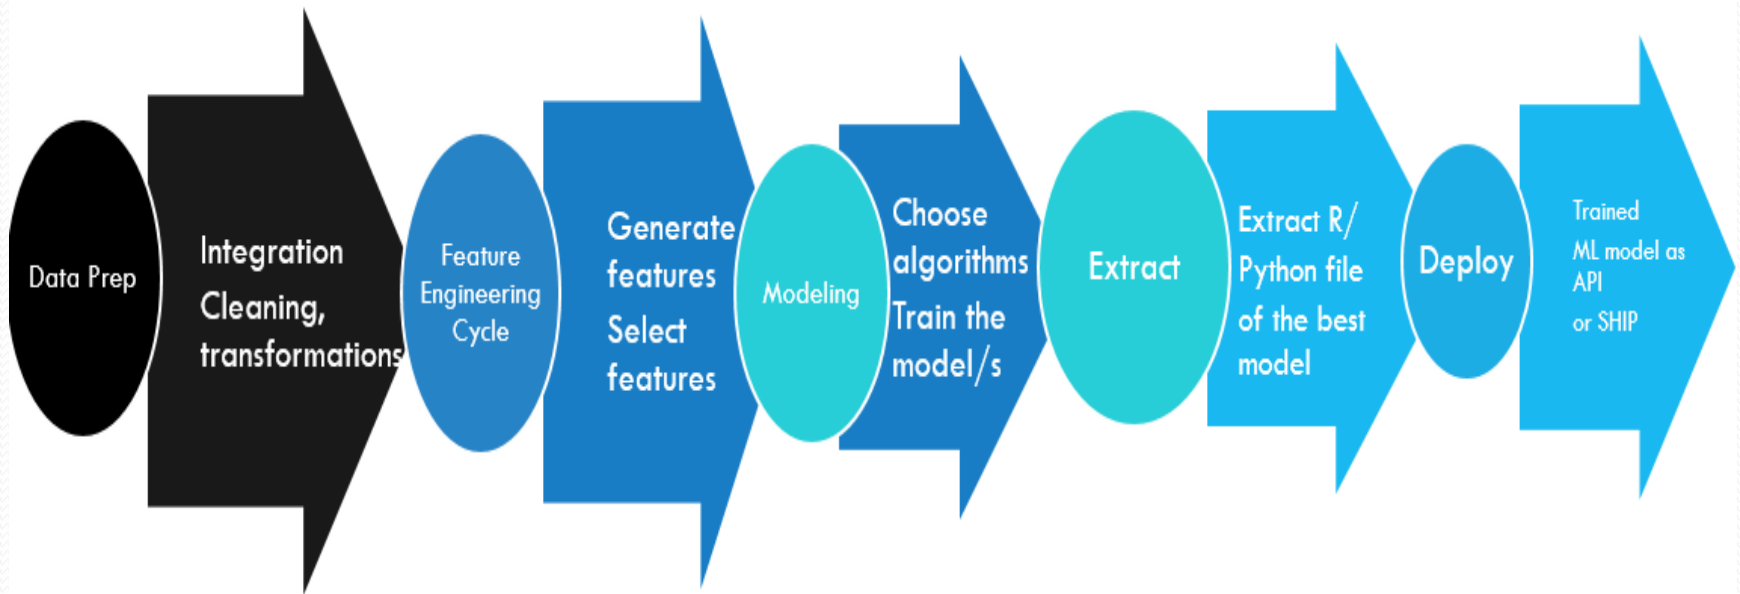 Data Prep
Integration
Cleaning,
transformations
Feature
Engineering
Cycle
Generate
features
Select
features
Modeling
Choose
algorithms
Train the
model/s
Extract
Extract R/
Python file
of the best
model
Deploy
Trained
ML model as
API
or SHIP